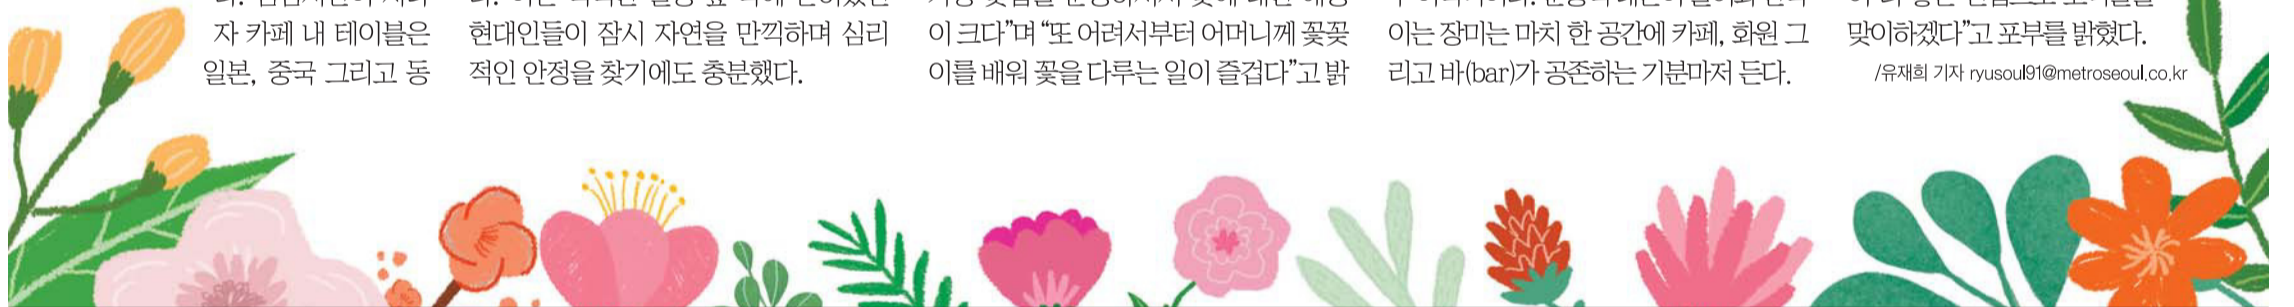 자 카페 내 테이블은
일본, 중국 그리고 동
현대인들이 잠시 자연을 만끽하며 심리
적인 안정을 찾기에도 충분했다.
이 크다”며 “또 어려서부터 어머니께 꽃꽂
이를 배워 꽃을 다루는 일이 즐겁다”고 밝
이는 장미는 마치 한 공간에 카페, 화원 그
리고 바(bar)가 공존하는 기분마저 든다.
맞이하겠다”고 포부를 밝혔다.
/유재희 기자 ryusoul91@metroseoul.co.kr